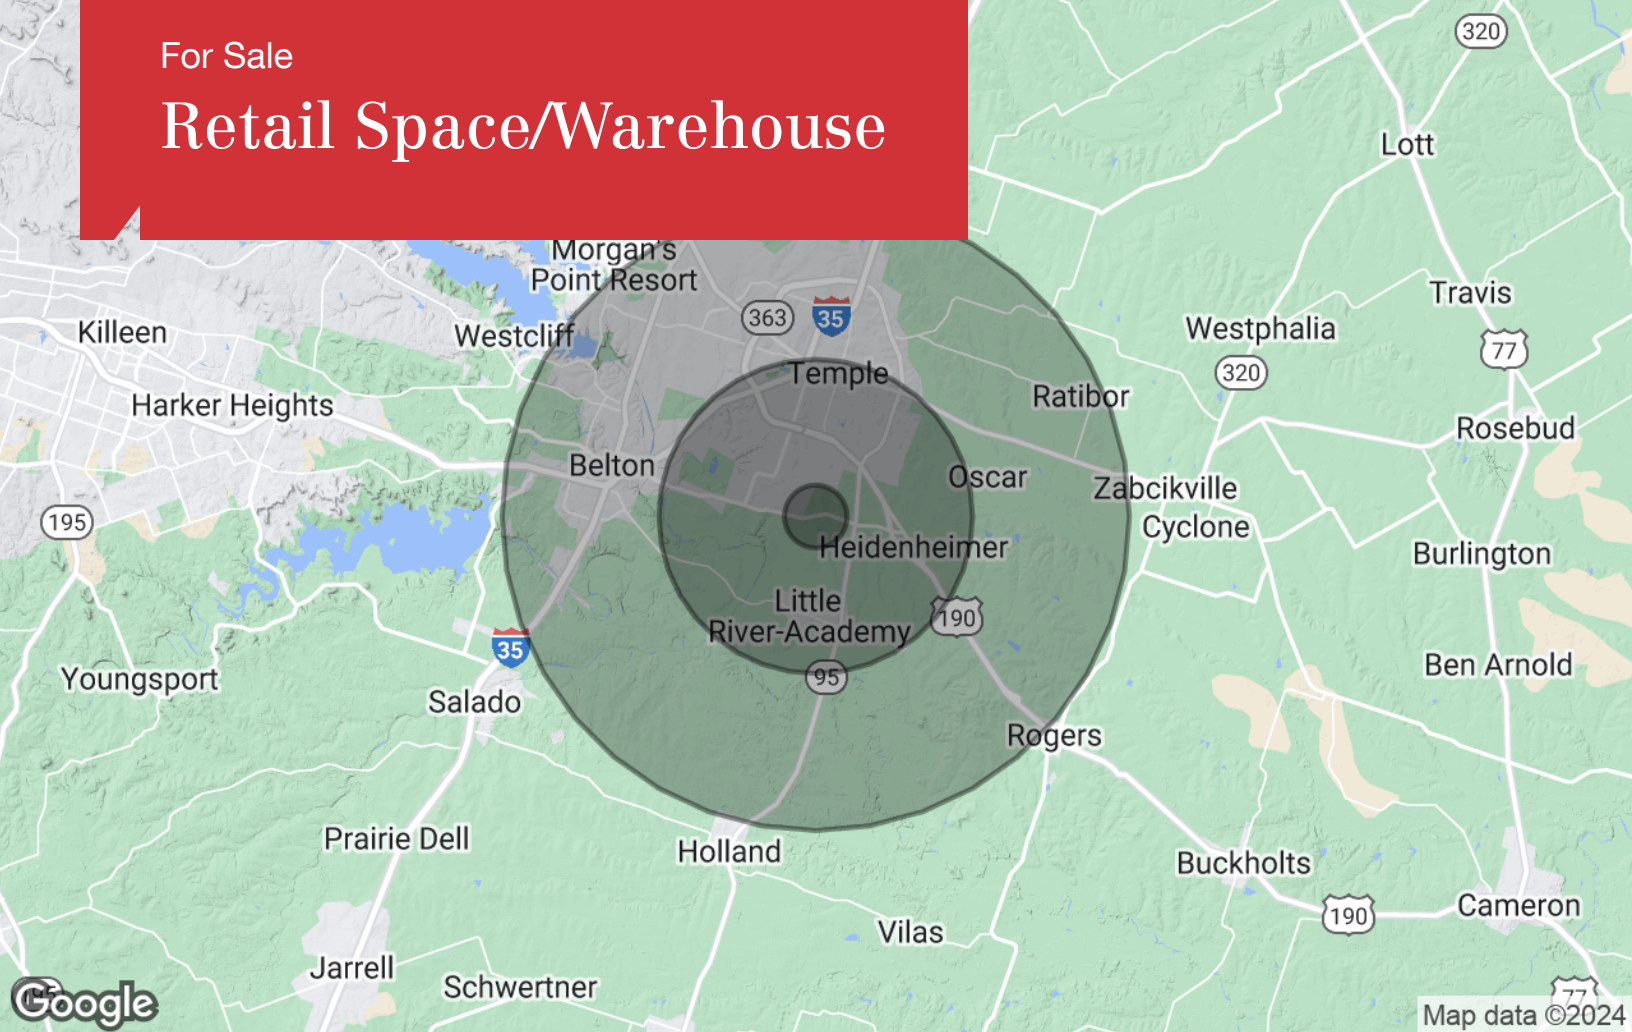 For Sale
Retail Space/Warehouse
320
Lott
Morgan's
Point Resort
Travis
363
35
Killeen
Westcliff
Westphalia
77
Temple
320
Ratibor
Harker Heights
Rosebud
Belton
Oscar
Zabcikville
195
Cyclone
Heidenheimer
Burlington
Little
River-Academy
190
35
Youngsport
95
Ben Arnold
Salado
Rogers
Prairie Dell
Holland
Buckholts
190
Cameron
Vilas
Jarrell
Schwertner
195
Google
77
Map data ©2024